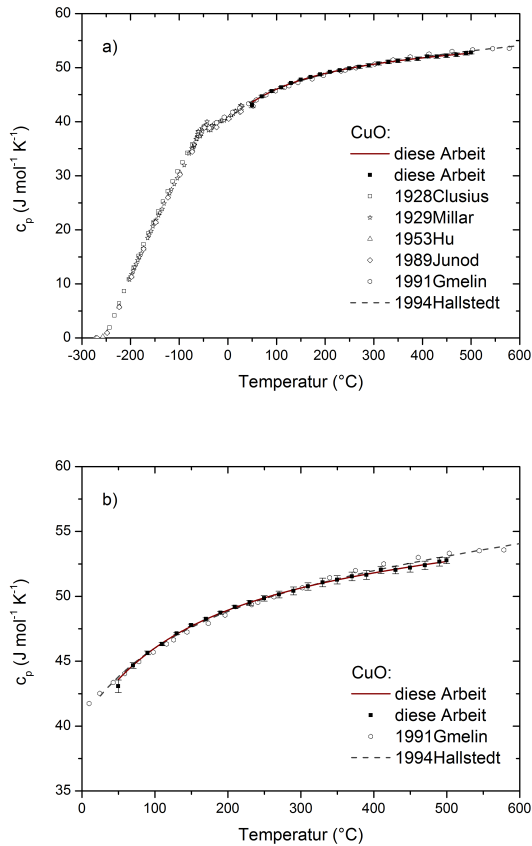 a)
60
50
40
30
20
10
0
c_p (J mol⁻¹ K⁻¹)
CuO:
diese Arbeit
diese Arbeit
1928Clusius
1929Millar
1953Hu
1989Junod
1991Gmelin
1994Hallstedt
-300 -200 -100 0 100 200 300 400 500 600
Temperatur (°C)
b)
60
55
50
45
40
35
c_p (J mol⁻¹ K⁻¹)
CuO:
diese Arbeit
diese Arbeit
1991Gmelin
1994Hallstedt
0 100 200 300 400 500 600
Temperatur (°C)